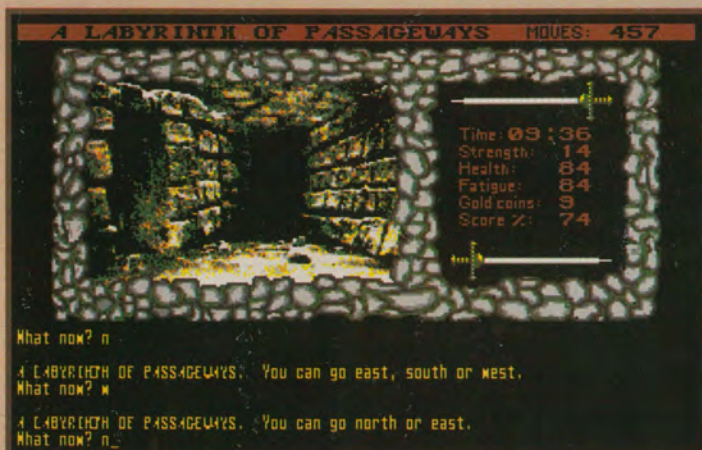 A LABYRINTH OF PASSAGEWAYS MOVES: 457
Time: 09:36
Strength: 14
Health: 84
Fatigue: 84
Gold coins: 9
Score %: 74
What now? n
A LABYRINTH OF PASSAGEWAYS. You can go east, south or west.
What now? w
A LABYRINTH OF PASSAGEWAYS. You can go north or east.
What now? n_